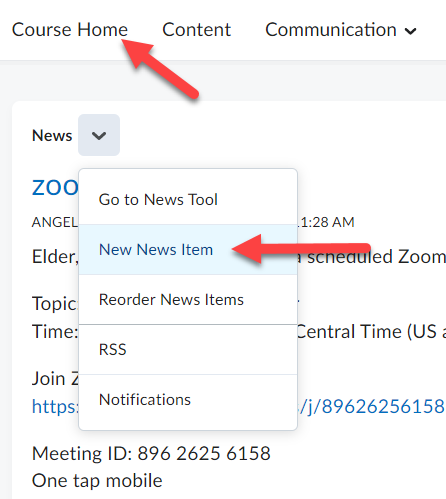 Course Home Content Communication
News
ZOO
Go to News Tool
ANGEL 11:28 AM
New News Item
Elder, a scheduled Zoom
Reorder News Items
Topic
Time: Central Time (US a
RSS
Join Z
Notifications
https: /j/89626256158
Meeting ID: 896 2625 6158
One tap mobile